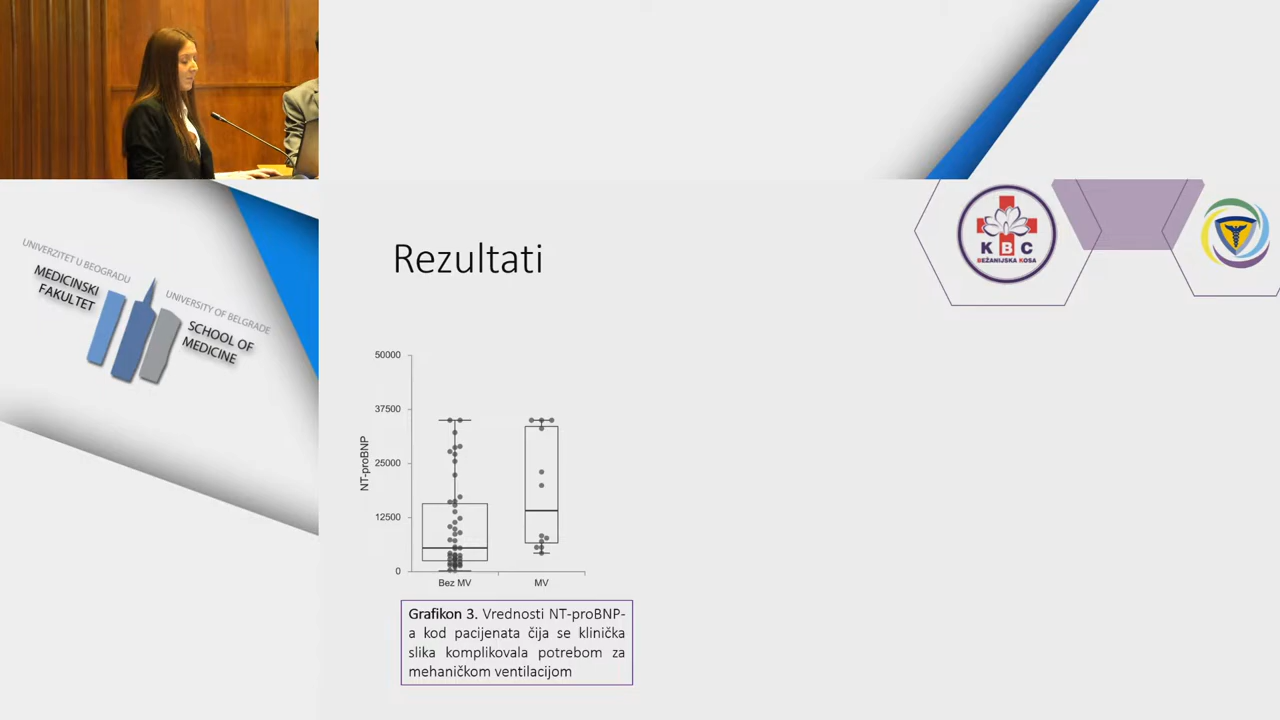 UNIVERZITET U BEOGRADU
MEDICINSKI
FAKULTET
UNIVERSITY OF BELGRADE
SCHOOL OF
MEDICINE
KBC
BEŽANIJSKA KOSA
Rezultati
50000
37500
25000
12500
0
NT-proBNP
Bez MV
MV
Grafikon 3. Vrednosti NT-proBNP-
a kod pacijenata čija se klinička
slika komplikovala potrebom za
mehaničkom ventilacijom